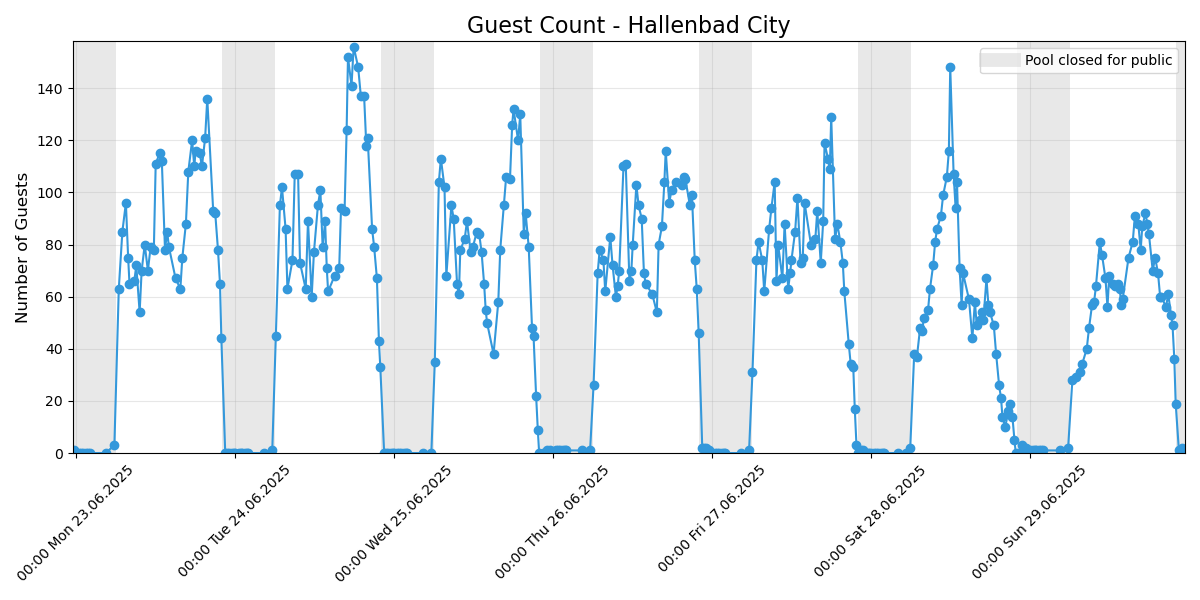 Guest Count - Hallenbad City
Pool closed for public
Number of Guests
140
120
100
80
60
40
20
0
00:00 Mon 23.06.2025
00:00 Tue 24.06.2025
00:00 Wed 25.06.2025
00:00 Thu 26.06.2025
00:00 Fri 27.06.2025
00:00 Sat 28.06.2025
00:00 Sun 29.06.2025